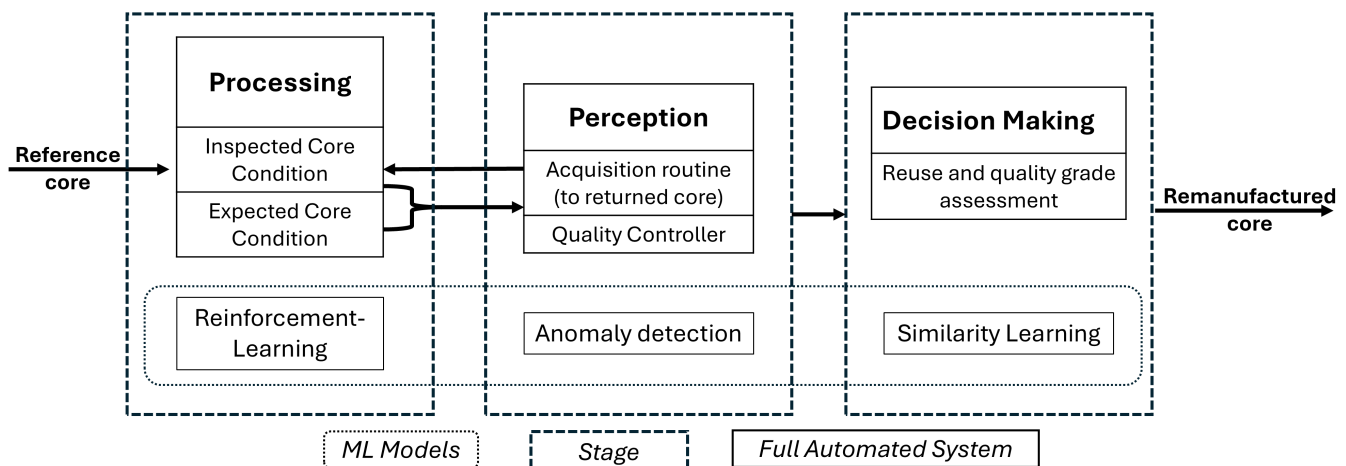 Processing
Inspected Core
Condition
Expected Core
Condition
Reference
core
Perception
Acquisition routine
(to returned core)
Quality Controller
Decision Making
Reuse and quality grade
assessment
Remanufactured
core
Reinforcement-
Learning
Anomaly detection
Similarity Learning
ML Models
Stage
Full Automated System